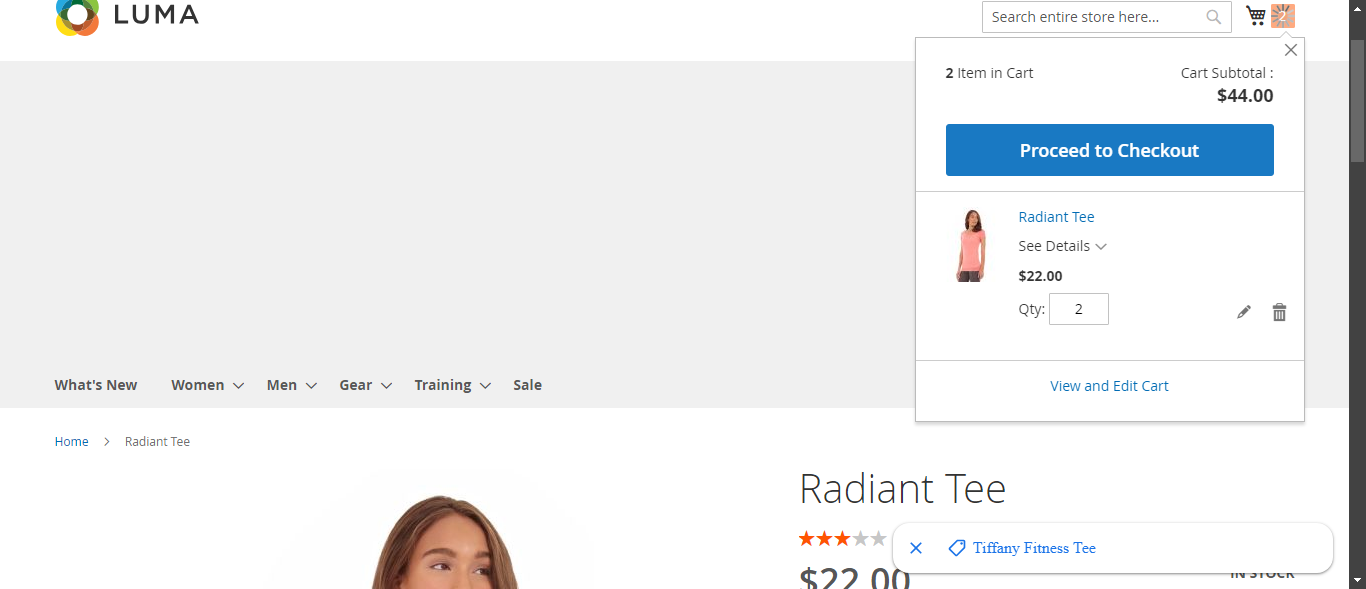 LUMA
Search entire store here...
2
2 Item in Cart
Cart Subtotal :
$44.00
Proceed to Checkout
Radiant Tee
See Details
$22.00
Qty: 2
View and Edit Cart
What's New Women Men Gear Training Sale
Home > Radiant Tee
Radiant Tee
Tiffany Fitness Tee
$22.00
IN STOCK